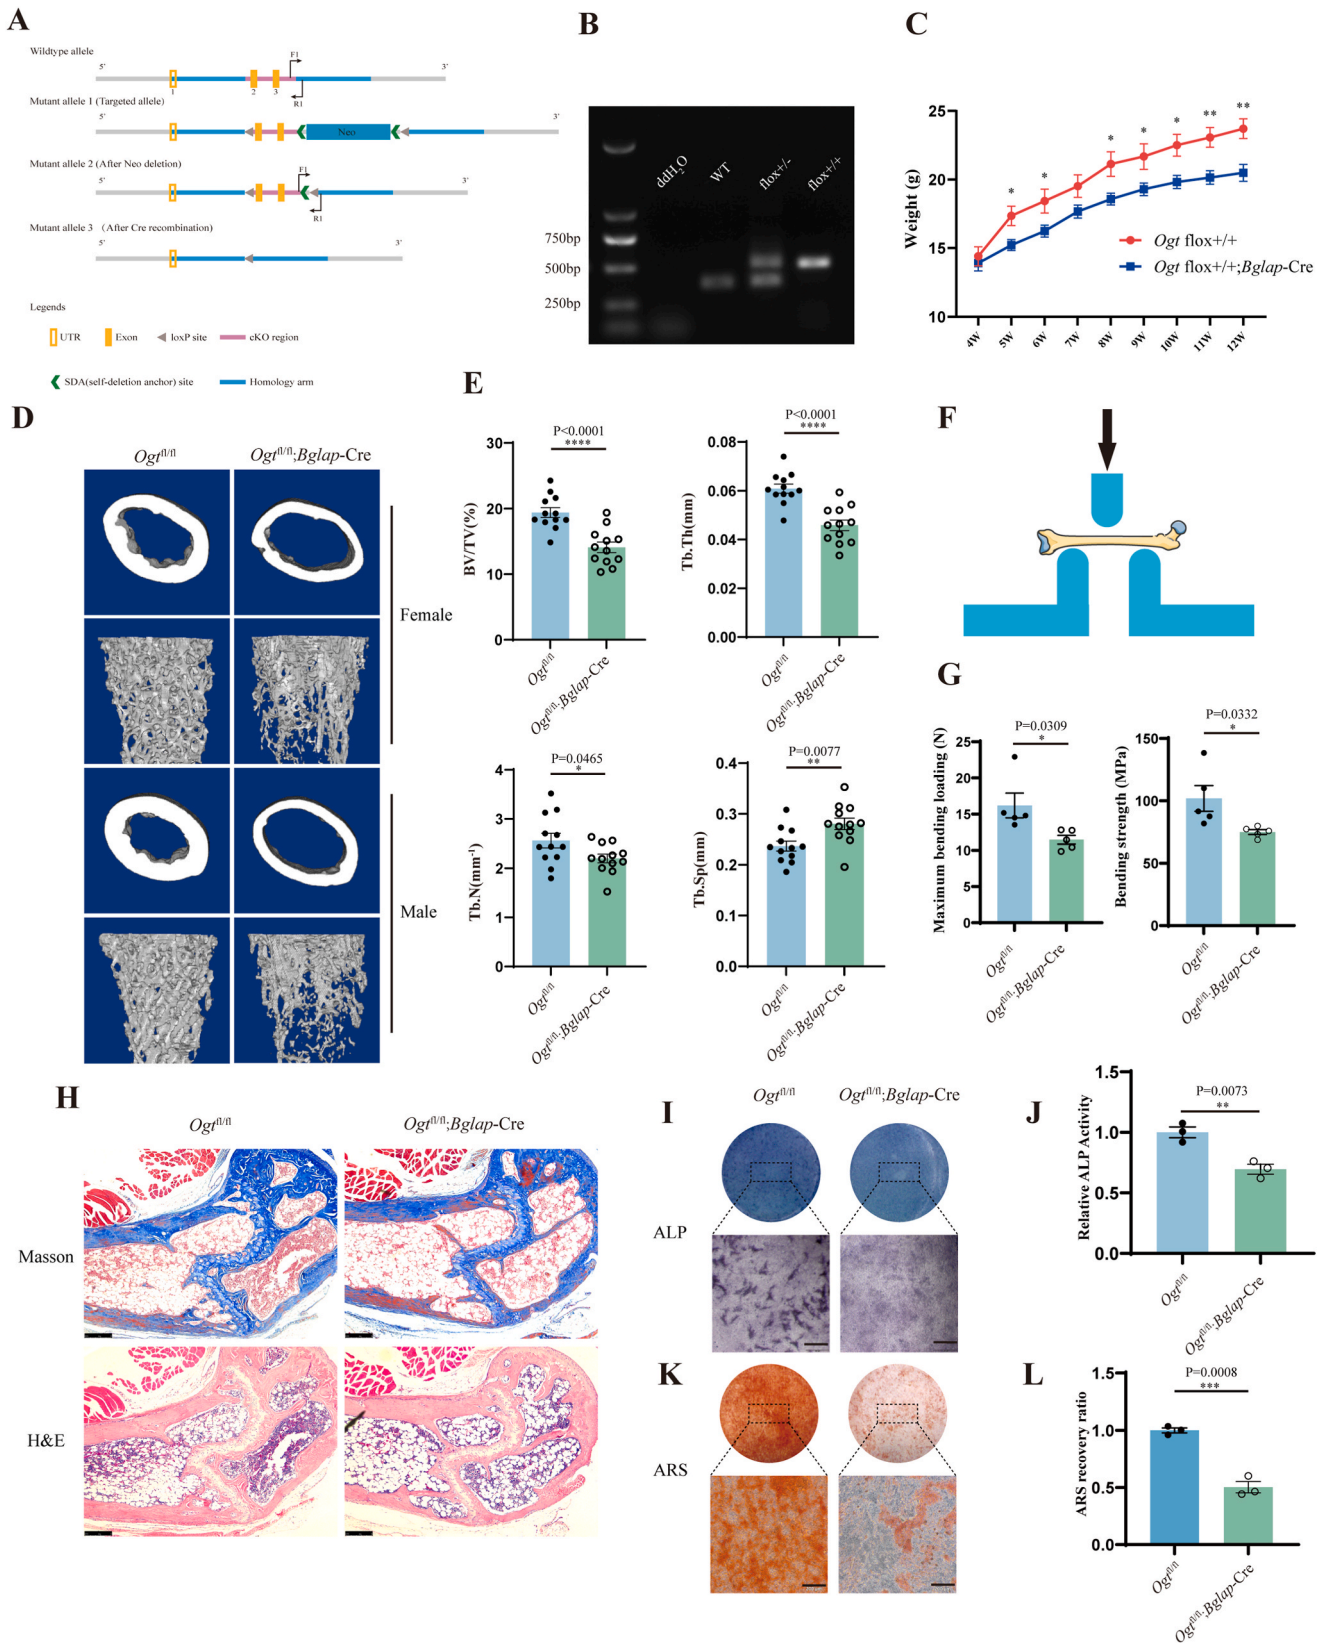 A
Wildtype allele
5’
3’
F1
R1
1
2
3
Mutant allele 1 (Targeted allele)
5’
3’
Neo
Mutant allele 2 (After Neo deletion)
5’
3’
F1
R1
Mutant allele 3 (After Cre recombination)
5’
3’
Legends
UTR
Exon
loxP site
cKO region
SDA(self-deletion anchor) site
Homology arm
B
ddH2O
WT
flox+/-
flox+/+
750bp
500bp
250bp
C
Weight (g)
25
20
15
10
*
*
*
*
*
**
**
Ogt flox+/+
Ogt flox+/+;Bglap-Cre
4W
5W
6W
7W
8W
9W
10W
11W
12W
D
Ogtfl/fl
Ogtfl/fl;Bglap-Cre
Female
Male
E
P<0.0001
****
BV/TV(%)
30
20
10
0
Ogtfl/fl
Ogtfl/fl;Bglap-Cre
P<0.0001
****
Tb.Th(mm)
0.08
0.06
0.04
0.02
0.00
Ogtfl/fl
Ogtfl/fl;Bglap-Cre
P=0.0465
*
Tb.N(mm-1)
4
3
2
1
0
Ogtfl/fl
Ogtfl/fl;Bglap-Cre
P=0.0077
**
Tb.Sp(mm)
0.4
0.3
0.2
0.1
0.0
Ogtfl/fl
Ogtfl/fl;Bglap-Cre
F
G
P=0.0309
*
Maximum bending loading (N)
25
20
15
10
5
0
Ogtfl/fl
Ogtfl/fl;Bglap-Cre
P=0.0332
*
Bending strength (MPa)
150
100
50
0
Ogtfl/fl
Ogtfl/fl;Bglap-Cre
H
Ogtfl/fl
Ogtfl/fl;Bglap-Cre
Masson
H&E
I
Ogtfl/fl
Ogtfl/fl;Bglap-Cre
ALP
J
P=0.0073
**
Relative ALP Activity
1.5
1.0
0.5
0.0
Ogtfl/fl
Ogtfl/fl;Bglap-Cre
K
ARS
L
P=0.0008
***
ARS recovery ratio
1.5
1.0
0.5
0.0
Ogtfl/fl
Ogtfl/fl;Bglap-Cre